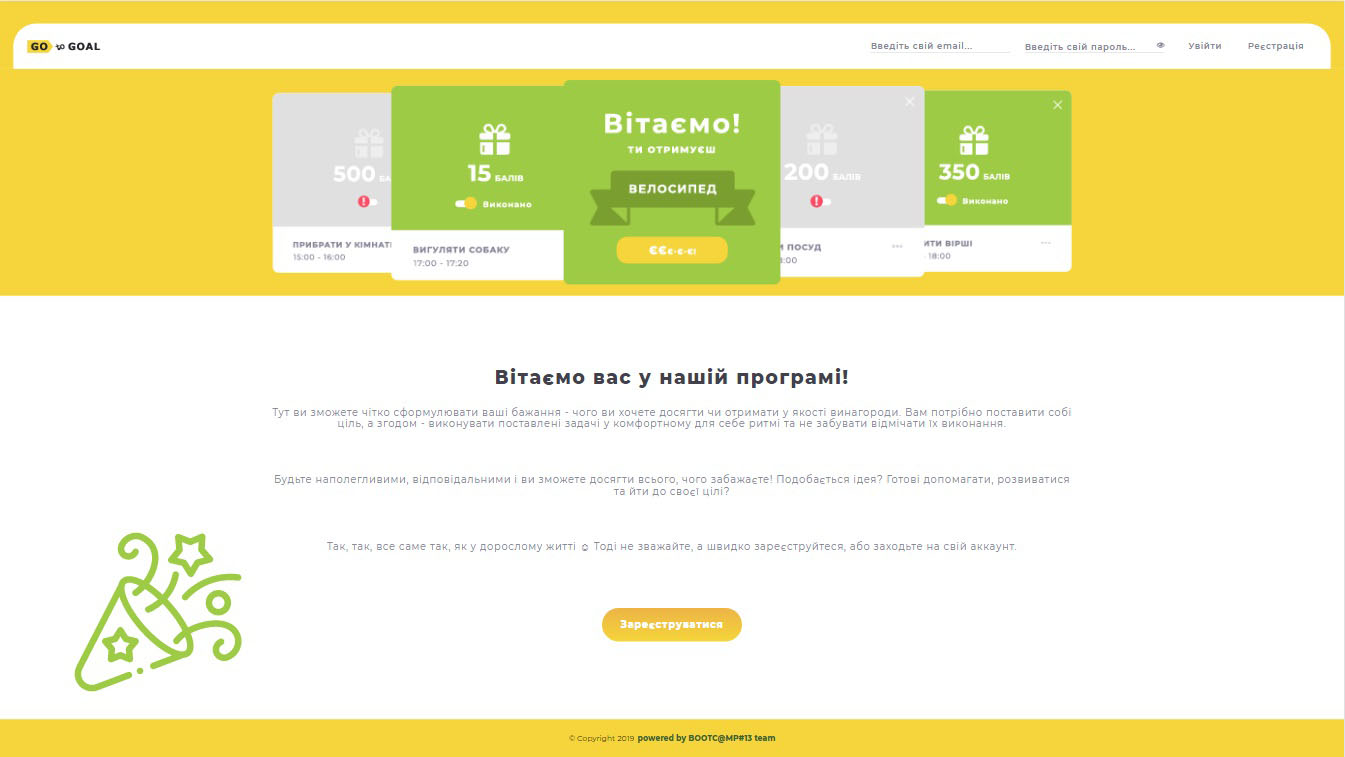 GO to GOAL
Введіть свій email...
Введіть свій пароль...
Увійти
Реєстрація
500 БА
ПРИБРАТИ У КІМНАТІ
15:00 - 16:00
15 БАЛІВ
Виконано
ВИГУЛЯТИ СОБАКУ
17:00 - 17:20
Вітаємо!
ТИ ОТРИМУЄШ
ВЕЛОСИПЕД
ЄЄє-є-є!
200 БАЛІВ
И ПОСУД
:00
350 БАЛІВ
Виконано
ИТИ ВІРШІ
- 18:00
Вітаємо вас у нашій програмі!
Тут ви зможете чітко сформулювати ваші бажання - чого ви хочете досягти чи отримати у якості винагороди. Вам потрібно поставити собі
ціль, а згодом - виконувати поставлені задачі у комфортному для себе ритмі та не забувати відмічати їх виконання.
Будьте наполегливими, відповідальними і ви зможете досягти всього, чого забажаєте! Подобається ідея? Готові допомагати, розвиватися
та йти до своєї цілі?
Так, так, все саме так, як у дорослому житті ☺ Тоді не зважайте, а швидко зареєструйтеся, або заходьте на свій аккаунт.
Зареєструватися
© Copyright 2019 powered by BOOTC@MP#13 team